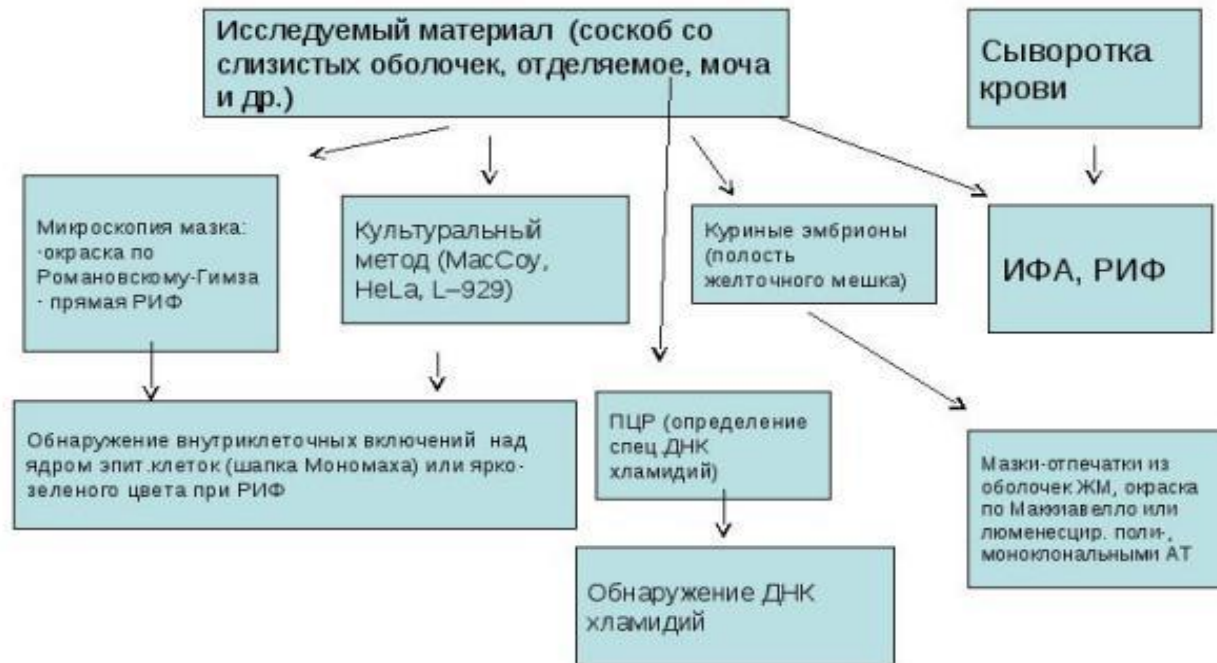 Исследуемый материал (соскоб со
слизистых оболочек, отделяемое, моча
и др.)
Сыворотка
крови
Микроскопия мазка:
·окраска по
Романовскому-Гимза
· прямая РИФ
Культуральный
метод (MacCoy,
HeLa, L–929)
Куриные эмбрионы
(полость
желточного мешка)
ИФА, РИФ
Обнаружение внутриклеточных включений над
ядром эпит.клеток (шапка Мономаха) или ярко-
зеленого цвета при РИФ
ПЦР (определение
спец.ДНК
хламидий)
Мазки-отпечатки из
оболочек ЖМ, окраска
по Маккиавелло или
люменесцир. поли-,
моноклональными АТ
Обнаружение ДНК
хламидий